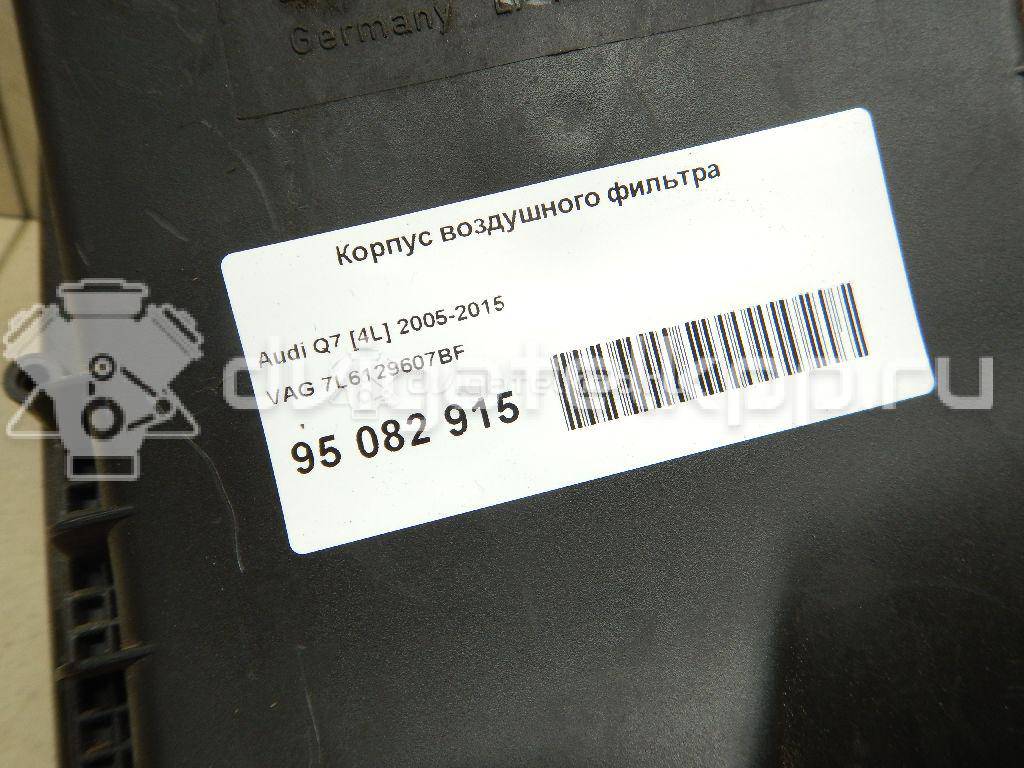 Germany
Корпус воздушного фильтра
Audi Q7 [4L] 2005-2015
VAG 7L6129607BF
95 082 915